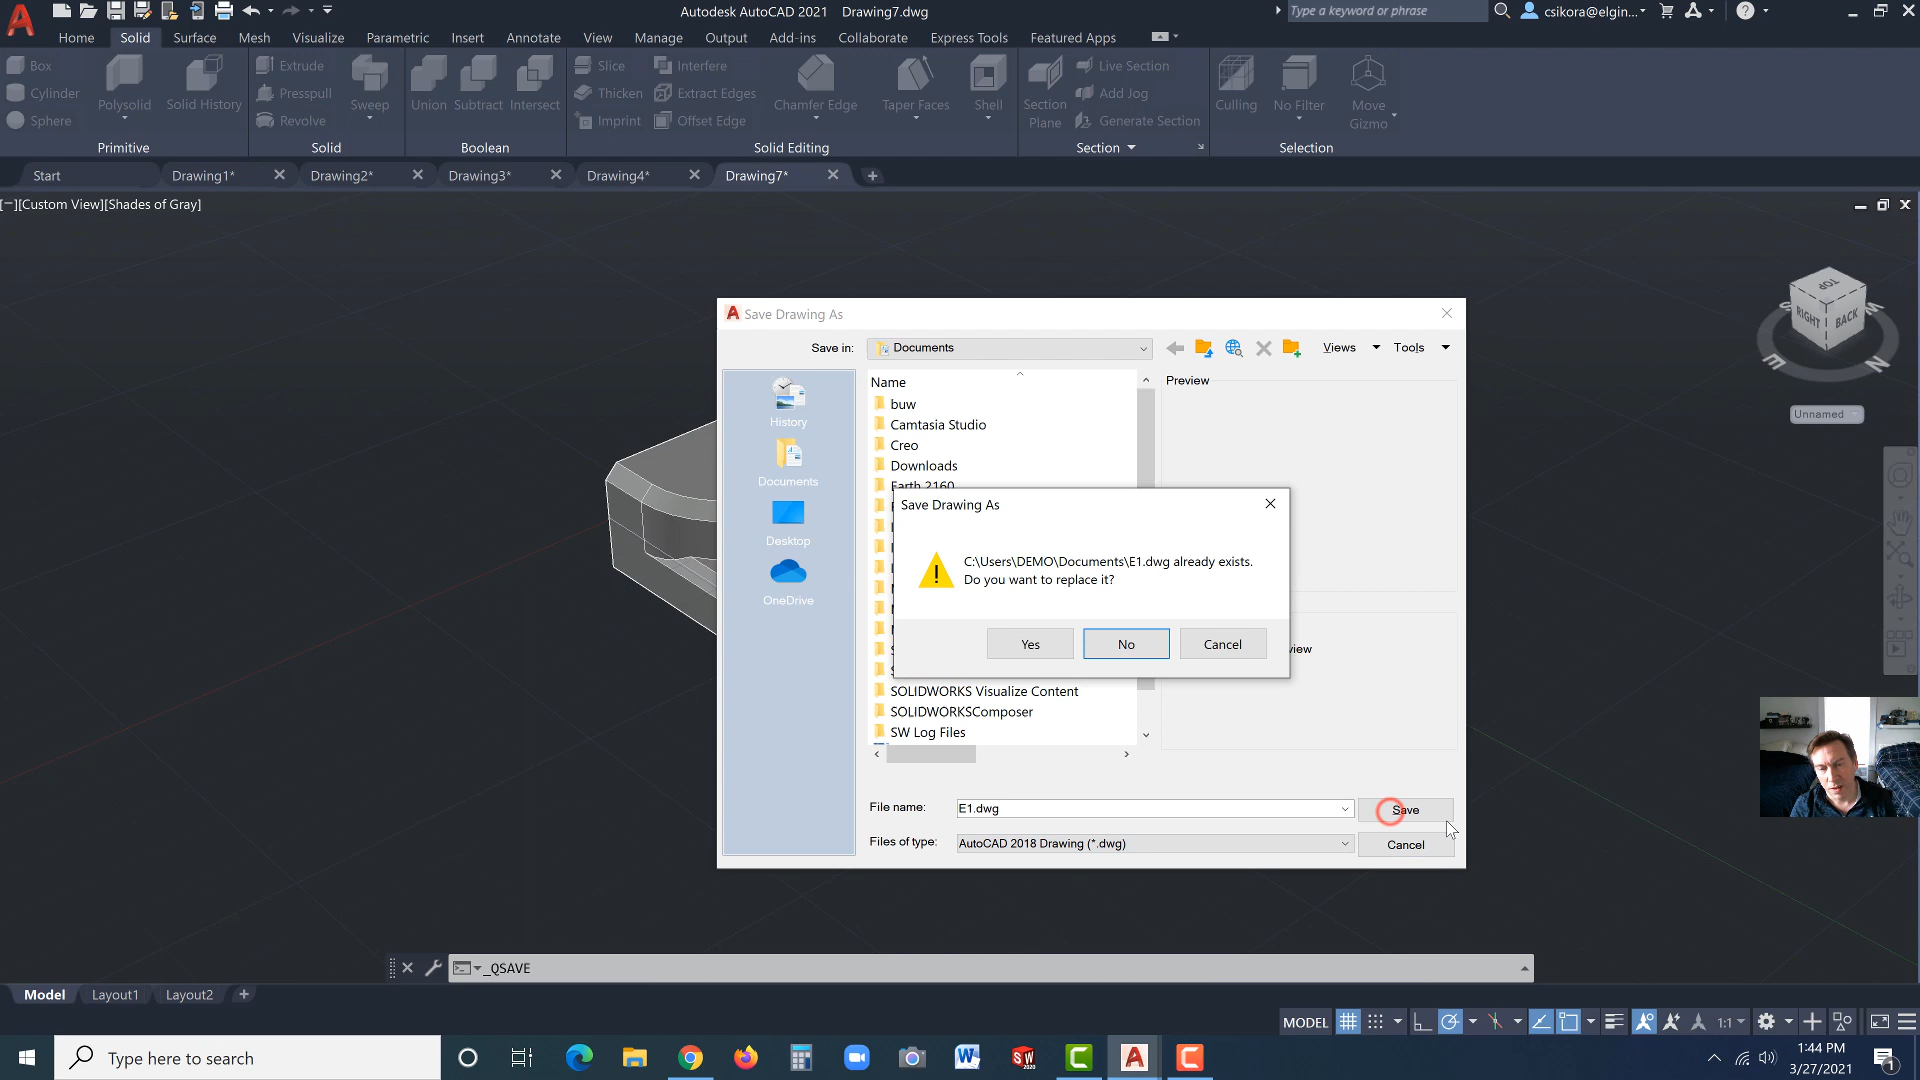 Autodesk AutoCAD 2021 Drawing7.dwg
Type a keyword or phrase
csikora@elgin...
Home Solid Surface Mesh Visualize Parametric Insert Annotate View Manage Output Add-ins Collaborate Express Tools Featured Apps
Box
Cylinder
Sphere
Polysolid
Solid History
Extrude
Presspull
Revolve
Sweep
Union Subtract Intersect
Slice
Thicken
Imprint
Interfere
Extract Edges
Offset Edge
Chamfer Edge
Taper Faces
Shell
Section
Plane
Live Section
Add Jog
Generate Section
Culling
No Filter
Move
Gizmo
Primitive Solid Boolean Solid Editing Section Selection
Start Drawing1* Drawing2* Drawing3* Drawing4* Drawing7*
[−][Custom View][Shades of Gray]
TOP
RIGHT BACK
N
E
W
Unnamed
Save Drawing As
Save in: Documents
Views Tools
History
Documents
Desktop
OneDrive
Name
buw
Camtasia Studio
Creo
Downloads
Earth 2160
SOLIDWORKS Visualize Content
SOLIDWORKSComposer
SW Log Files
Preview
Save Drawing As
C:\Users\DEMO\Documents\E1.dwg already exists.
Do you want to replace it?
Yes No Cancel
File name: E1.dwg Save
Files of type: AutoCAD 2018 Drawing (*.dwg) Cancel
_QSAVE
Model Layout1 Layout2
MODEL 1:1
Type here to search
1:44 PM
3/27/2021